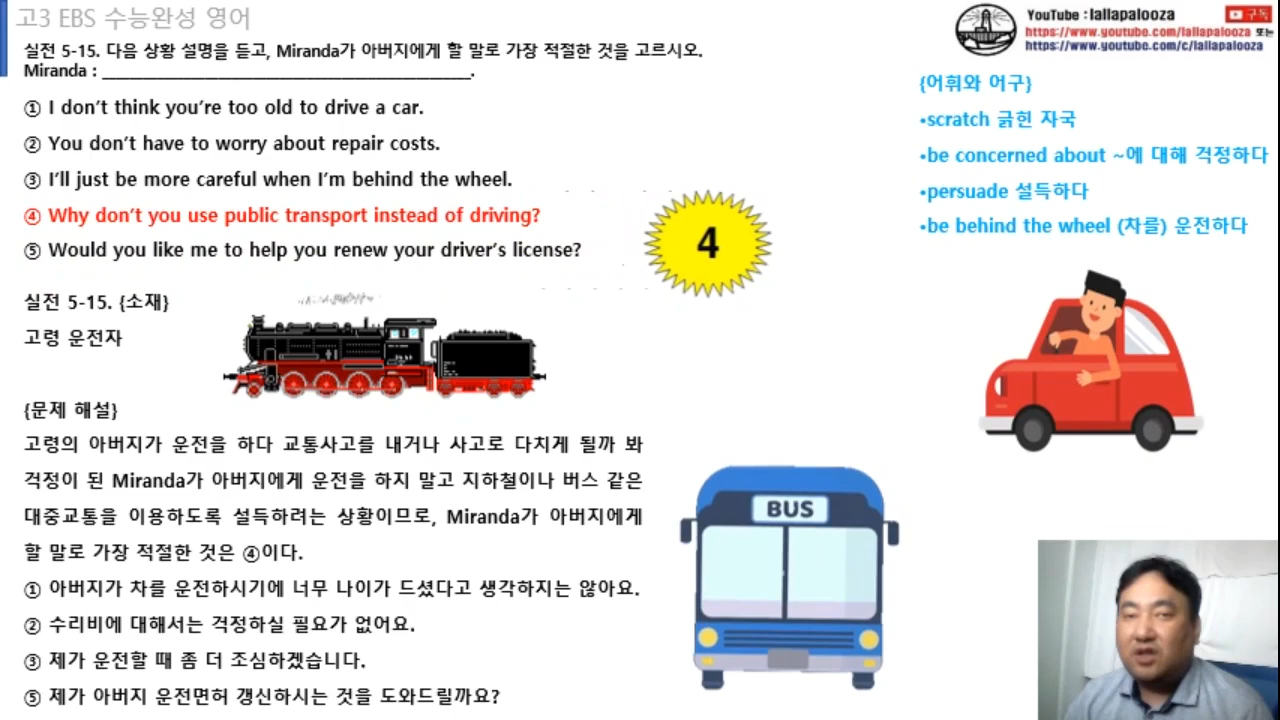 고3 EBS 수능완성 영어
실전 5-15. 다음 상황 설명을 듣고, Miranda가 아버지에게 할 말로 가장 적절한 것을 고르시오.
Miranda : ________________________________________.
① I don't think you're too old to drive a car.
② You don't have to worry about repair costs.
③ I'll just be more careful when I'm behind the wheel.
④ Why don't you use public transport instead of driving?
⑤ Would you like me to help you renew your driver's license?
4
실전 5-15. {소재}
고령 운전자
{문제 해설}
고령의 아버지가 운전을 하다 교통사고를 내거나 사고로 다치게 될까 봐
걱정이 된 Miranda가 아버지에게 운전을 하지 말고 지하철이나 버스 같은
대중교통을 이용하도록 설득하려는 상황이므로, Miranda가 아버지에게
할 말로 가장 적절한 것은 ④이다.
① 아버지가 차를 운전하시기에 너무 나이가 드셨다고 생각하지는 않아요.
② 수리비에 대해서는 걱정하실 필요가 없어요.
③ 제가 운전할 때 좀 더 조심하겠습니다.
⑤ 제가 아버지 운전면허 갱신하시는 것을 도와드릴까요?
YouTube : lallapalooza
구독
https://www.youtube.com/lallapalooza 또는
https://www.youtube.com/c/lallapalooza
{어휘와 어구}
•scratch 긁힌 자국
•be concerned about ~에 대해 걱정하다
•persuade 설득하다
•be behind the wheel (차를) 운전하다
BUS